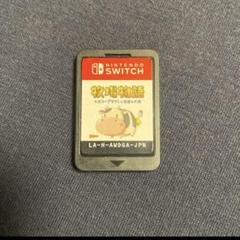 NINTENDO
SWITCH
牧場物語
LA-H-AWDGA-JPN